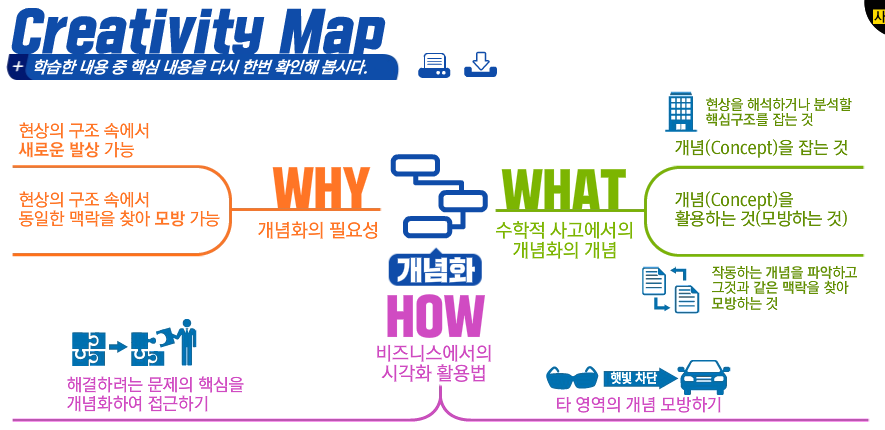 Creativity Map
+ 학습한 내용 중 핵심 내용을 다시 한번 확인해 봅시다.
현상의 구조 속에서
새로운 발상 가능
현상의 구조 속에서
동일한 맥락을 찾아 모방 가능
WHY
개념화의 필요성
개념화
WHAT
수학적 사고에서의
개념화의 개념
현상을 해석하거나 분석할
핵심구조를 잡는 것
개념(Concept)을 잡는 것
개념(Concept)을
활용하는 것(모방하는 것)
작동하는 개념을 파악하고
그것과 같은 맥락을 찾아
모방하는 것
HOW
비즈니스에서의
시각화 활용법
해결하려는 문제의 핵심을
개념화하여 접근하기
햇빛 차단
타 영역의 개념 모방하기